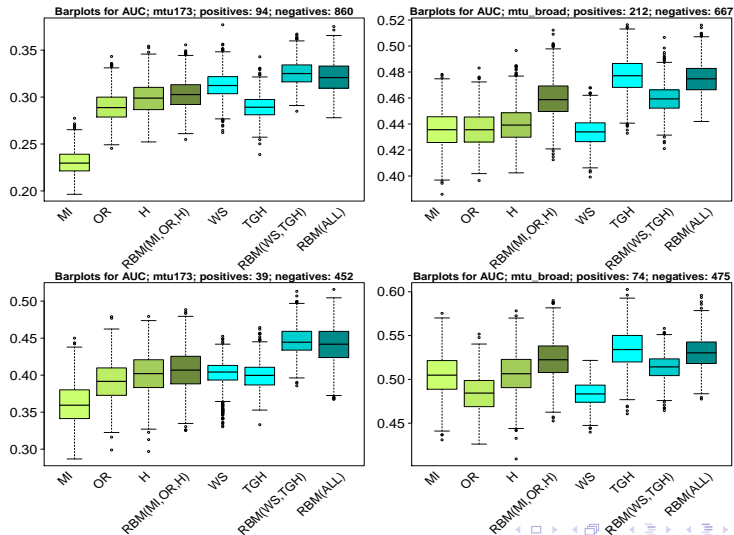 Barplots for AUC; mtu173; positives: 94; negatives: 860
0.35
0.30
0.25
0.20
MI
OR
H
RBM(MI,OR,H)
WS
TGH
RBM(WS,TGH)
RBM(ALL)
Barplots for AUC; mtu_broad; positives: 212; negatives: 667
0.52
0.48
0.46
0.44
0.42
0.40
MI
OR
H
RBM(MI,OR,H)
WS
TGH
RBM(WS,TGH)
RBM(ALL)
Barplots for AUC; mtu173; positives: 39; negatives: 452
0.50
0.45
0.40
0.35
0.30
MI
OR
H
RBM(MI,OR,H)
WS
TGH
RBM(WS,TGH)
RBM(ALL)
Barplots for AUC; mtu_broad; positives: 74; negatives: 475
0.60
0.55
0.50
0.45
MI
OR
H
RBM(MI,OR,H)
WS
TGH
RBM(WS,TGH)
RBM(ALL)